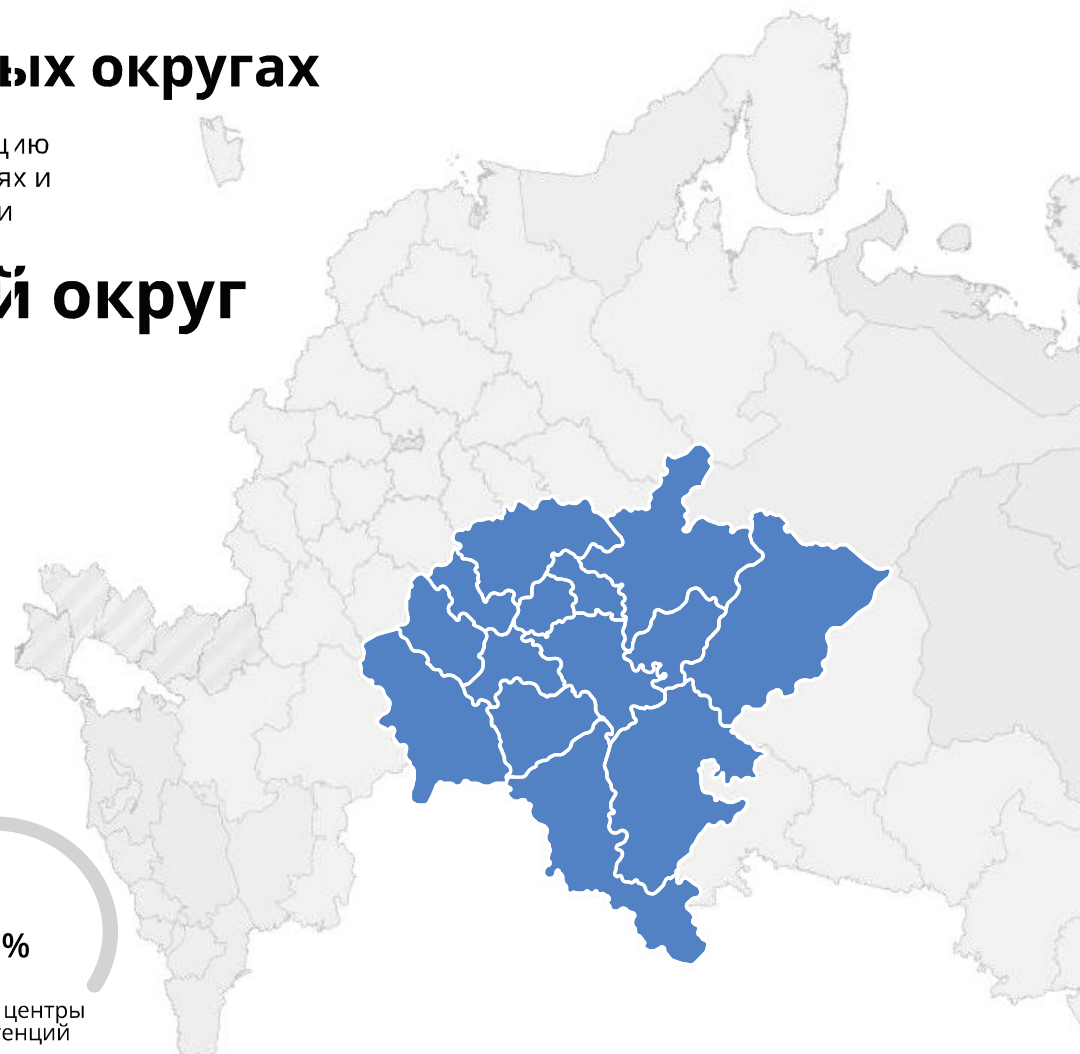 ых округах
цию
ях и
и
й округ
%
центры
тенций